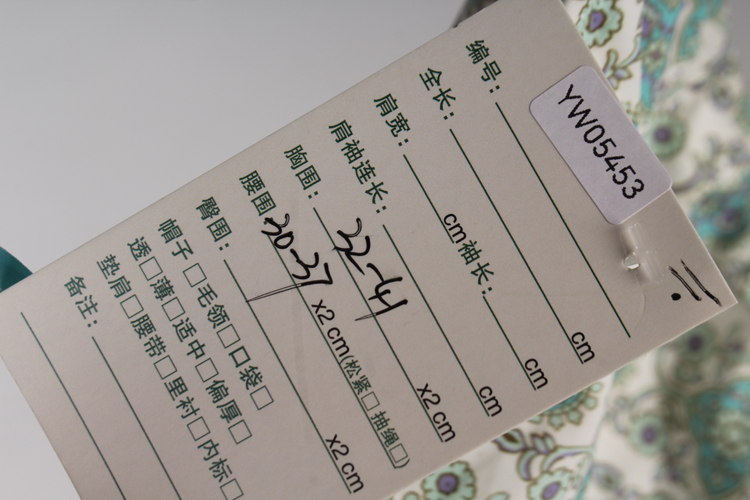 编号：YW05453
全长： cm
肩宽： cm 袖长： cm
肩袖连长： cm
胸围：32-41 x2 cm
腰围 30-37 x2 cm(松紧□ 抽绳□)
臀围： x2 cm
帽子□ 毛领□ 口袋□
透□ 薄□ 适中□ 偏厚□
垫肩□ 腰带□ 里衬□ 内标□
备注：